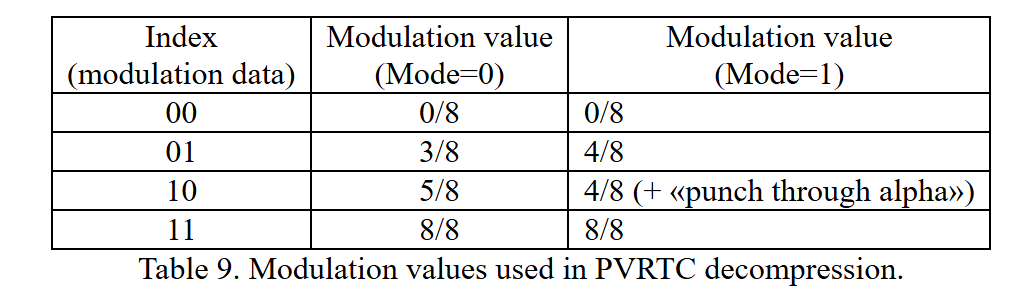 Index (modulation data) Modulation value (Mode=0) Modulation value (Mode=1)
00 0/8 0/8
01 3/8 4/8
10 5/8 4/8 (+ «punch through alpha»)
11 8/8 8/8
Table 9. Modulation values used in PVRTC decompression.